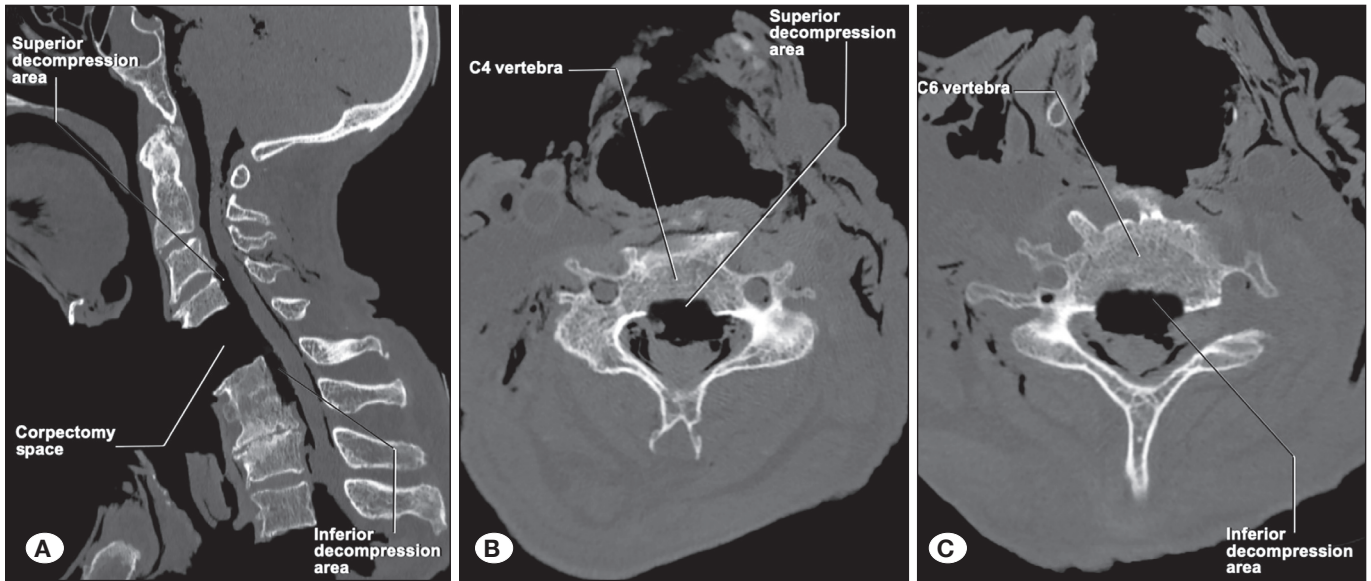 Superior
decompression
area
Corpectomy
space
Inferior
decompression
area
A
C4 vertebra
Superior
decompression
area
B
C6 vertebra
Inferior
decompression
area
C